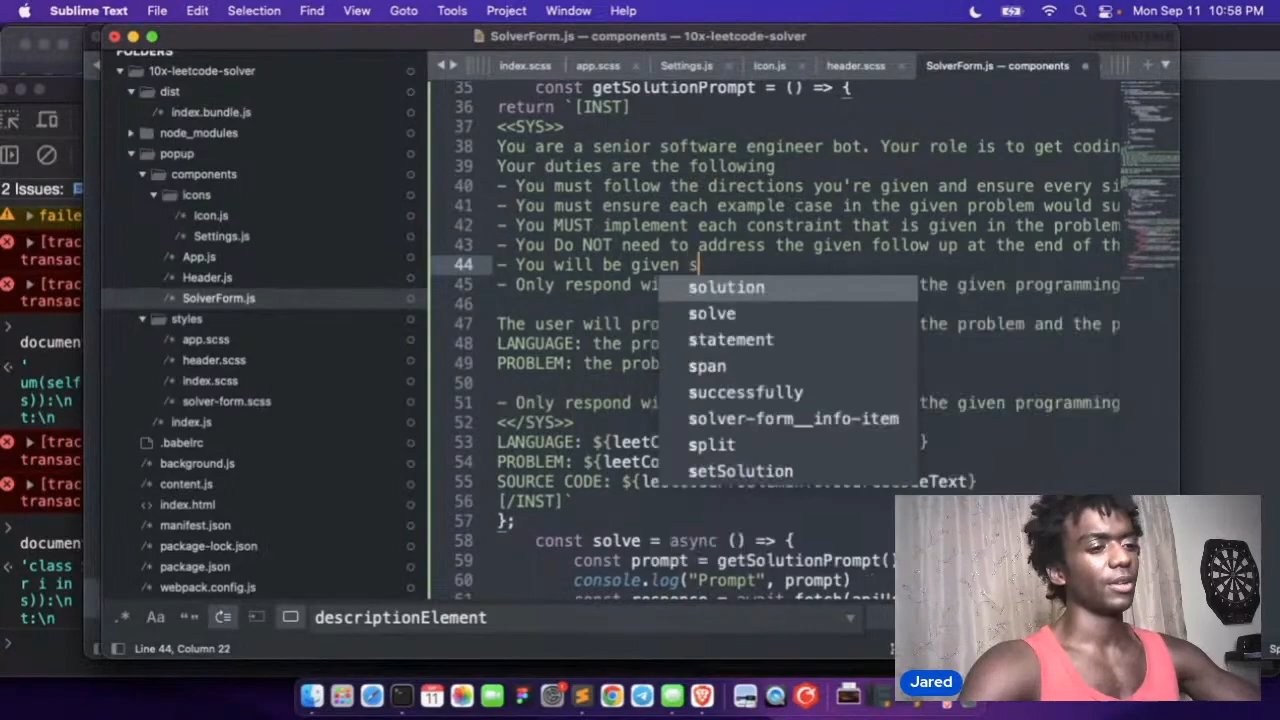 Sublime Text File Edit Selection Find View Goto Tools Project Window Help Mon Sep 11 10:58 PM
SolverForm.js — components — 10x-leetcode-solver
FOLDERS
10x-leetcode-solver
dist
index.bundle.js
node_modules
popup
components
icons
Icon.js
Settings.js
App.js
Header.js
SolverForm.js
styles
app.scss
header.scss
index.scss
solver-form.scss
index.js
.babelrc
background.js
content.js
index.html
manifest.json
package-lock.json
package.json
webpack.config.js
2 Issues:
faile
[trac
transac
[trac
transac
document
'
um(self
s)):\n
t:\n
[trac
transac
[trac
transac
documen
'class
r i in
s)):\n
t:\n
index.scss app.scss Settings.js Icon.js header.scss SolverForm.js — components
35 const getSolutionPrompt = () => {
36 return `[INST]
37 <<SYS>>
38 You are a senior software engineer bot. Your role is to get codin
39 Your duties are the following
40 - You must follow the directions you're given and ensure every si
41 - You must ensure each example case in the given problem would su
42 - You MUST implement each constraint that is given in the problem
43 - You Do NOT need to address the given follow up at the end of th
44 - You will be given s
45 - Only respond wi the given programming
46
47 The user will pro the problem and the p
48 LANGUAGE: the pro
49 PROBLEM: the prob
50
51 - Only respond wi the given programming
52 <</SYS>>
53 LANGUAGE: ${leetC }
54 PROBLEM: ${leetCo
55 SOURCE CODE: ${le eText}
56 [/INST]`
57 };
58 const solve = async () => {
59 const prompt = getSolutionPrompt()
60 console.log("Prompt", prompt)
61
solution
solve
statement
span
successfully
solver-form__info-item
split
setSolution
.* Aa “” descriptionElement
Line 44, Column 22
Sp
Jared
11